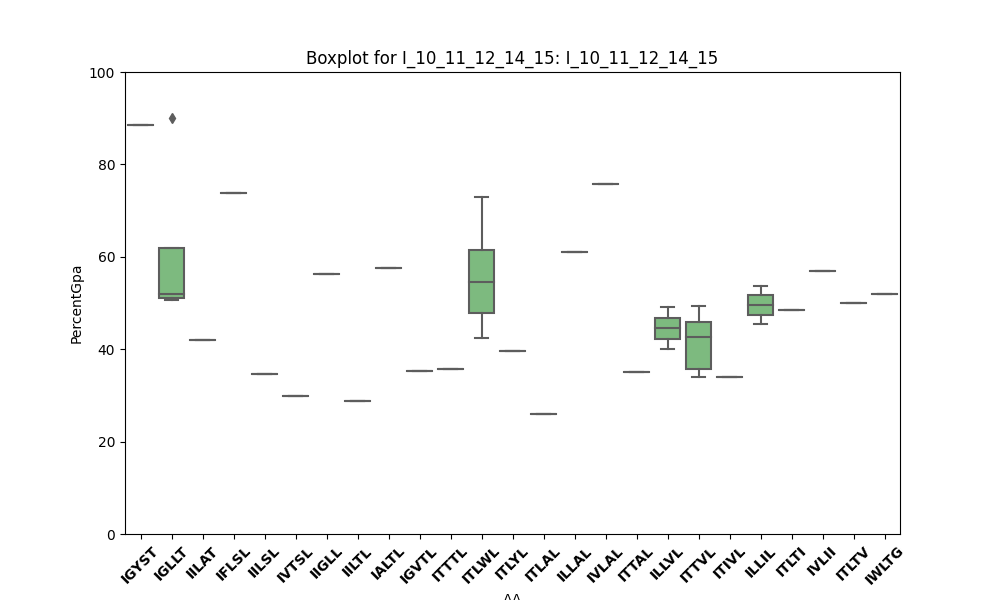 Boxplot for I_10_11_12_14_15: I_10_11_12_14_15
100
80
60
40
20
0
PercentGpa
IGYST
IGLLT
IILAT
IFLSL
IILSL
IVTSL
IIGLL
IILTL
IALTL
IGVTL
ITTTL
ITLWL
ITLYL
ITLAL
ILLAL
IVLAL
ITTAL
ILLVL
ITTVL
ITIVL
ILLIL
ITLTI
IVLII
ITLTV
IWLTG
AA